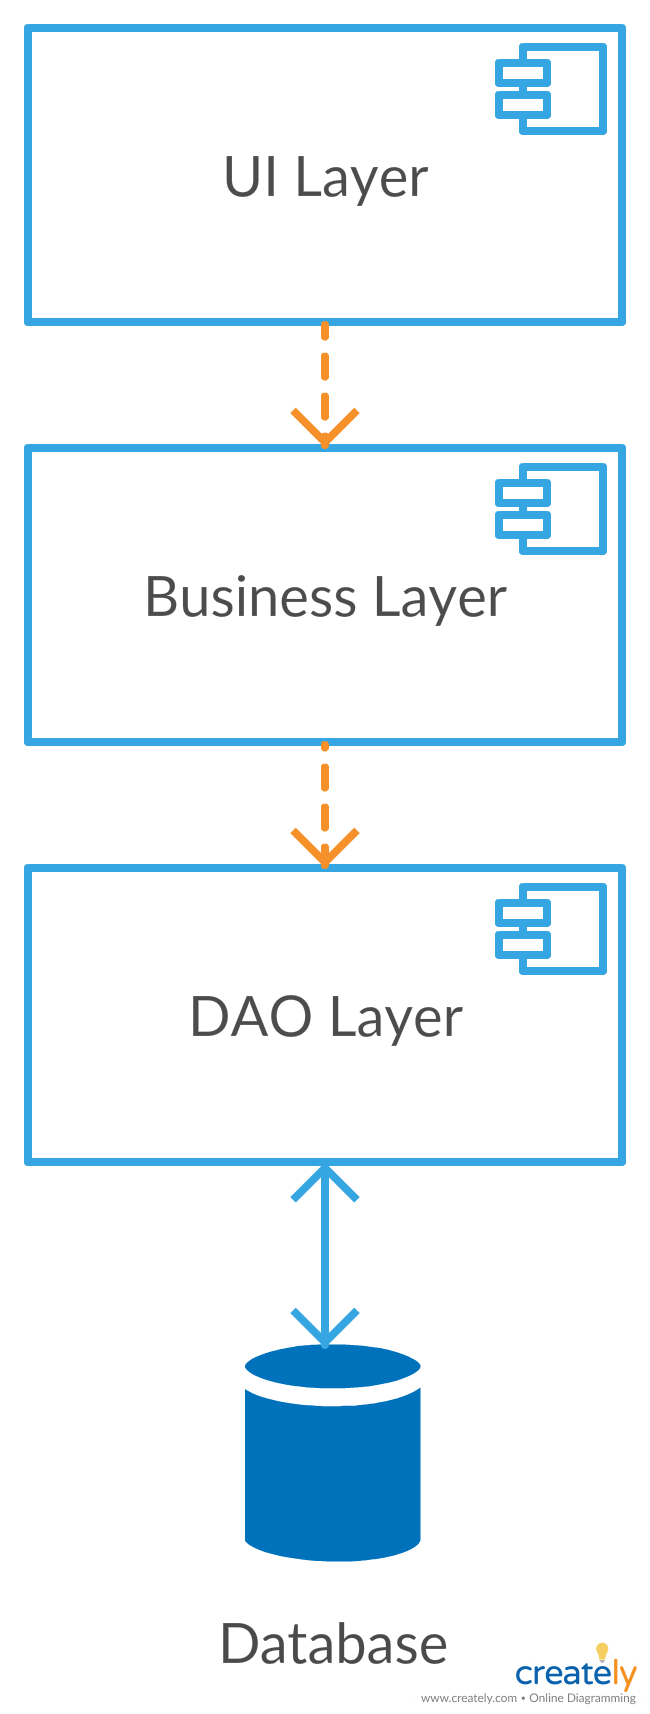 UI Layer
Business Layer
DAO Layer
Database
creately
www.creately.com • Online Diagramming